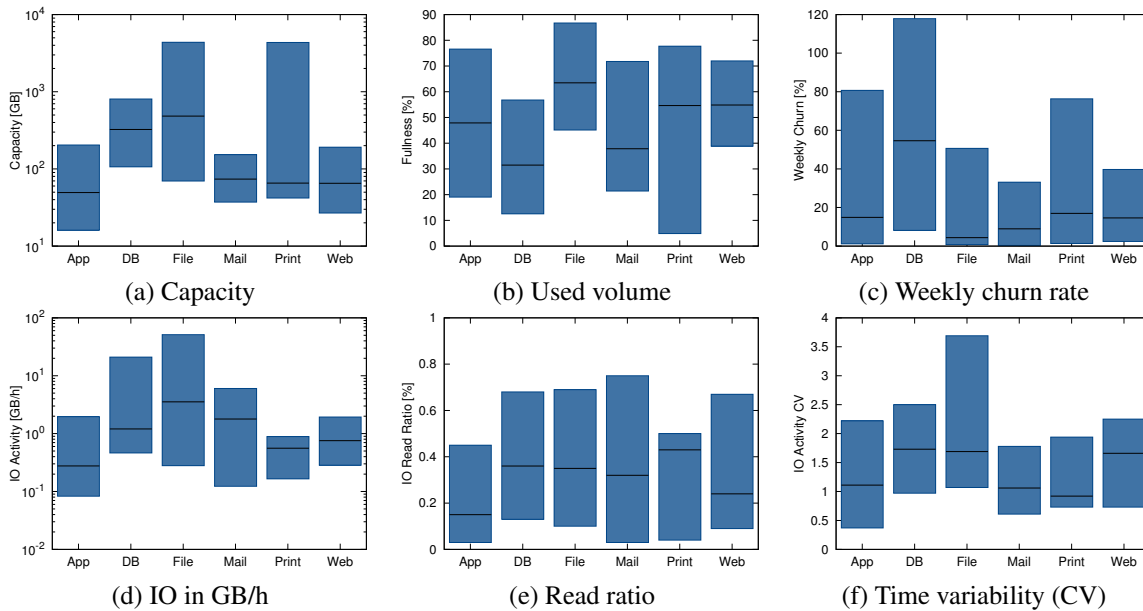 10^4
10^3
10^2
10^1
Capacity [GB]
App DB File Mail Print Web
(a) Capacity
90
80
70
60
50
40
30
20
10
0
Fullness [%]
App DB File Mail Print Web
(b) Used volume
120
100
80
60
40
20
0
Weekly Churn [%]
App DB File Mail Print Web
(c) Weekly churn rate
10^2
10^1
10^0
10^-1
10^-2
IO Activity [GB/h]
App DB File Mail Print Web
(d) IO in GB/h
1
0.8
0.6
0.4
0.2
0
IO Read Ratio [%]
App DB File Mail Print Web
(e) Read ratio
4
3.5
3
2.5
2
1.5
1
0.5
0
IO Activity CV
App DB File Mail Print Web
(f) Time variability (CV)